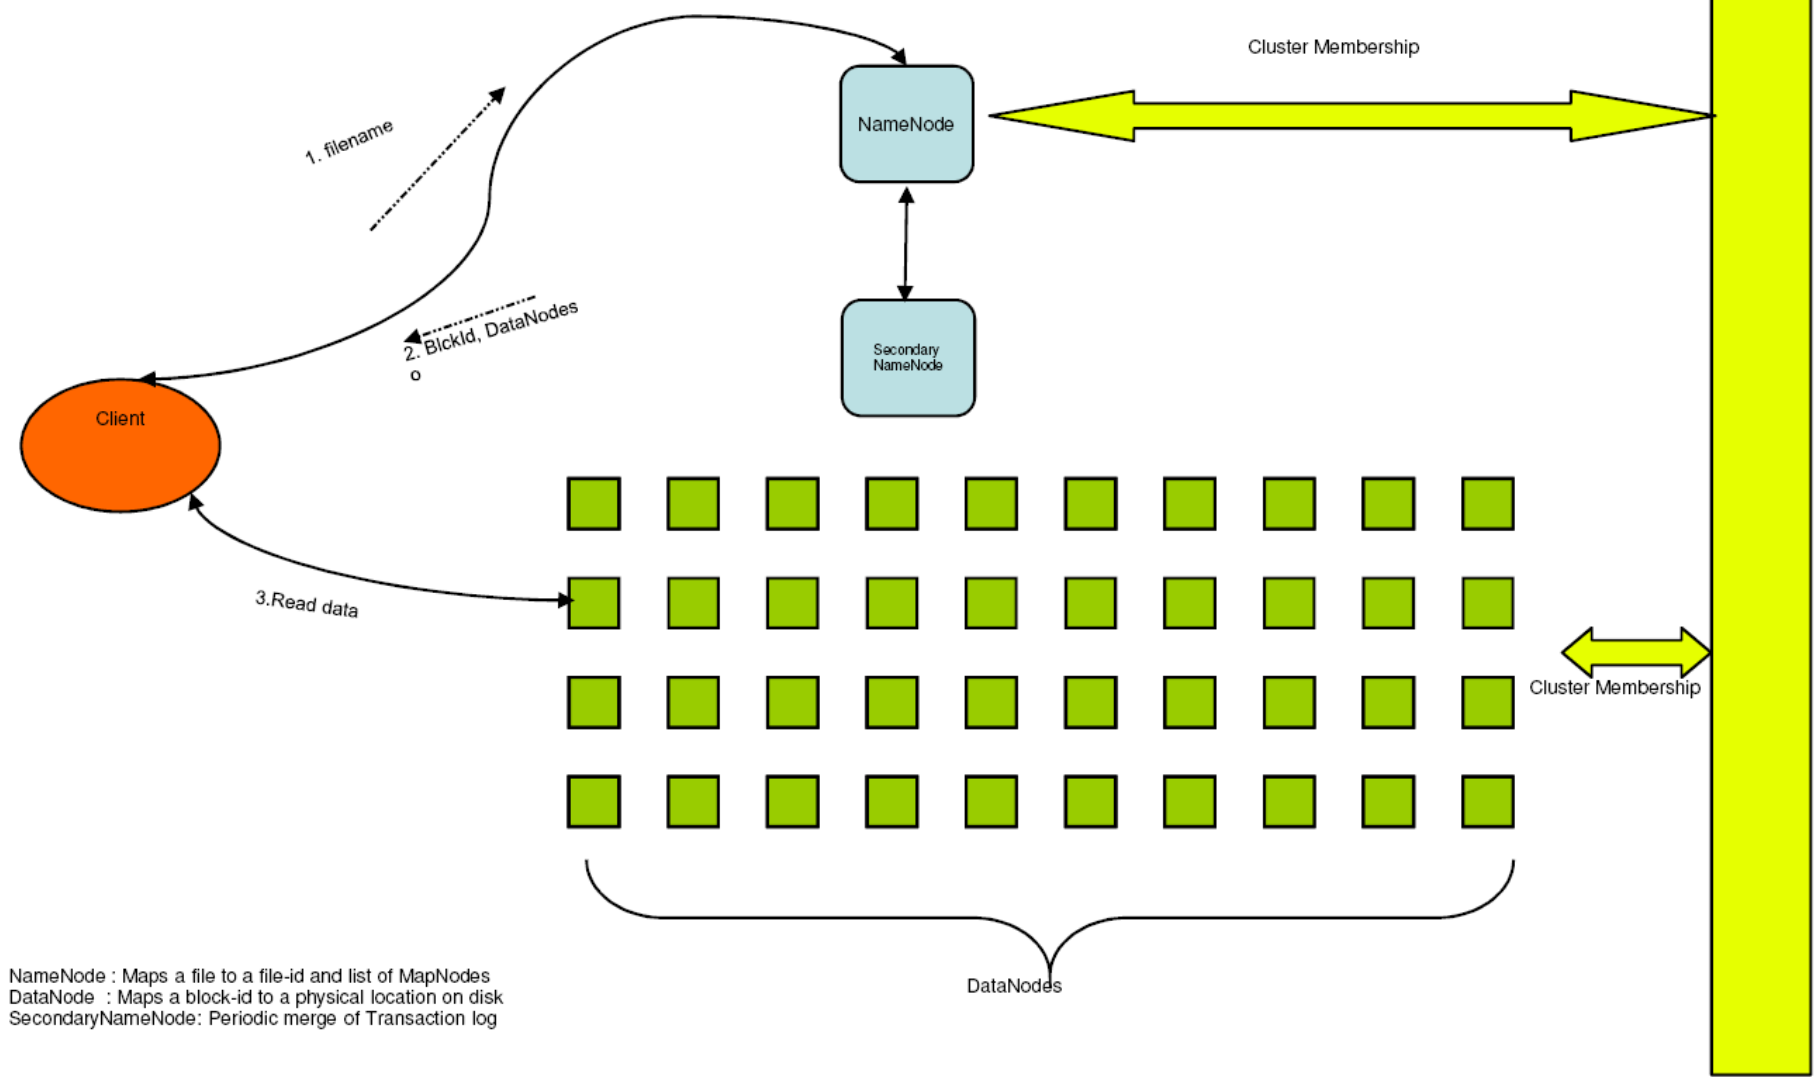 Cluster Membership
NameNode
1. filename
2. BlckId, DataNodes
o
Secondary
NameNode
Client
3.Read data
Cluster Membership
DataNodes
NameNode : Maps a file to a file-id and list of MapNodes
DataNode : Maps a block-id to a physical location on disk
SecondaryNameNode: Periodic merge of Transaction log